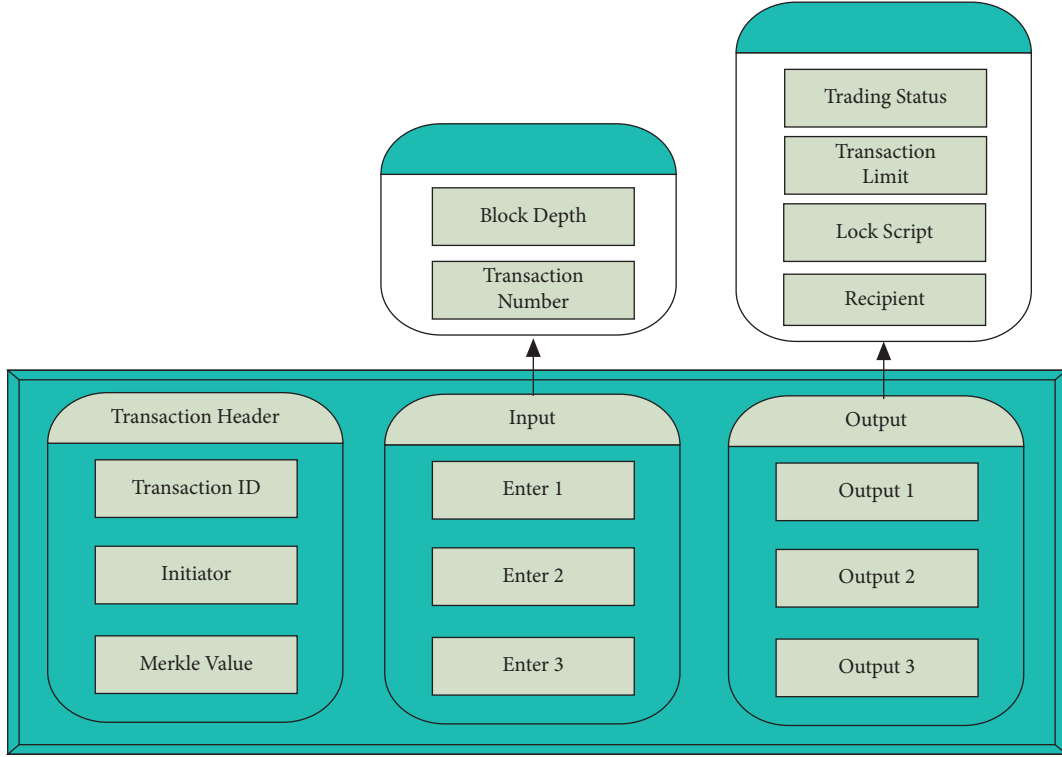 Trading Status
Transaction
Limit
Lock Script
Recipient
Block Depth
Transaction
Number
Transaction Header
Transaction ID
Initiator
Merkle Value
Input
Enter 1
Enter 2
Enter 3
Output
Output 1
Output 2
Output 3